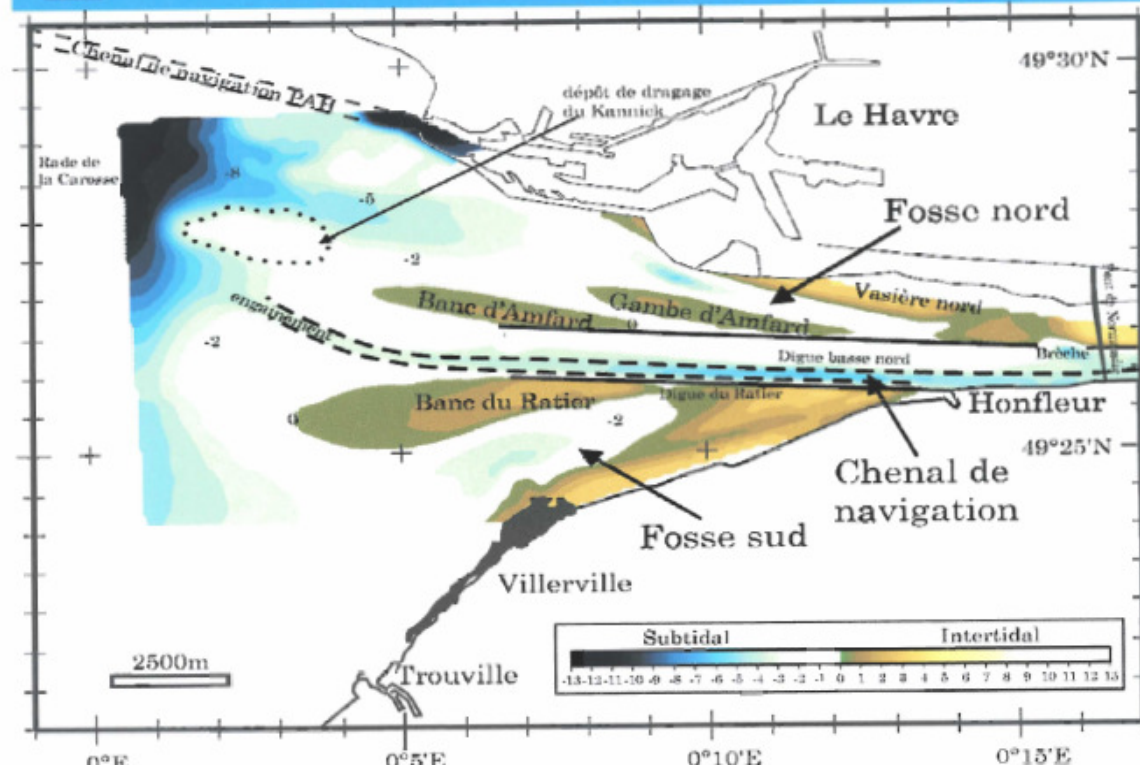 Chenal de navigation PAH
49°30'N
dépôt de dragage
du Kannick
Le Havre
Rade de
la Carosse
-8
-5
Fosse nord
-2
Vasière nord
engainement
Banc d'Amfard
Gambe d'Amfard
0
-2
Digue basse nord
Brèche
Banc du Ratier
Digue du Ratier
Honfleur
0
-2
49°25'N
Chenal de
navigation
Fosse sud
Villerville
Subtidal
Intertidal
2500m
-13 -12 -11 -10 -9 -8 -7 -6 -5 -4 -3 -2 -1 0 1 2 3 4 5 6 7 8 9 10 11 12 13
Trouville
0°E
0°5'E
0°10'E
0°15'E